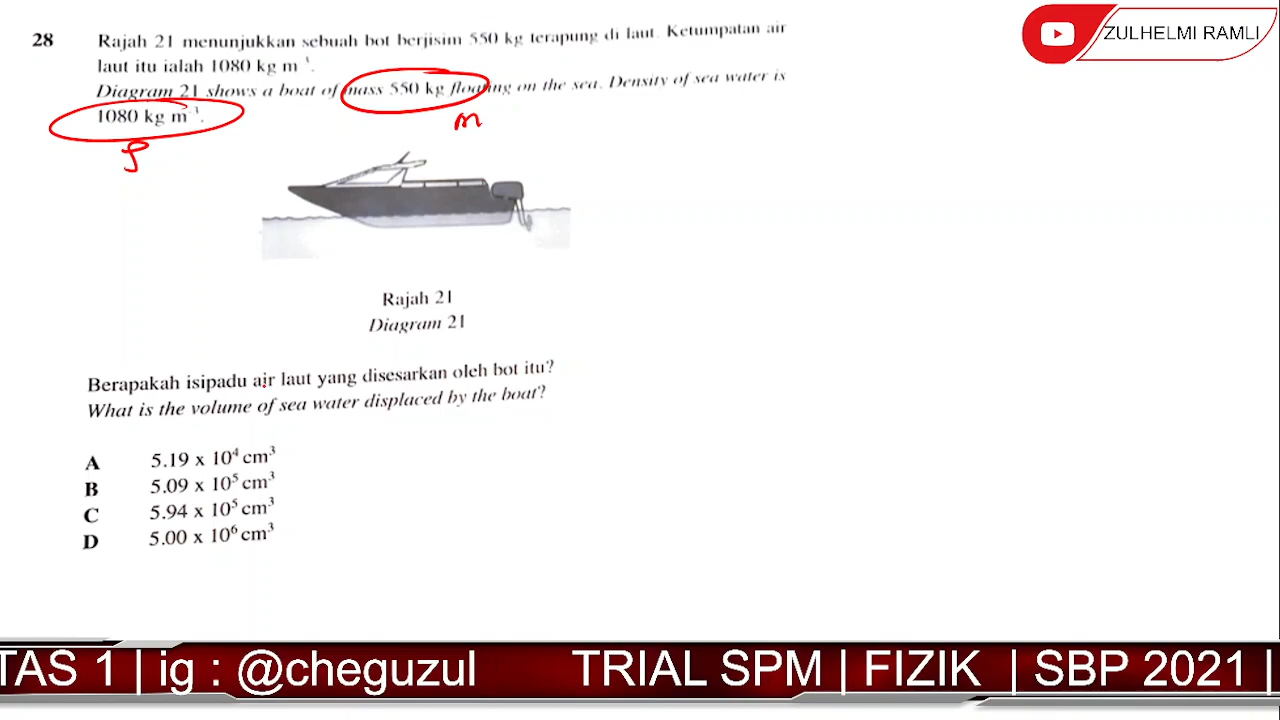 ZULHELMI RAMLI
28 Rajah 21 menunjukkan sebuah bot berjisim 550 kg terapung di laut. Ketumpatan air
laut itu ialah 1080 kg m⁻¹.
Diagram 21 shows a boat of mass 550 kg floating on the sea. Density of sea water is
1080 kg m⁻¹.
m
ρ
Rajah 21
Diagram 21
Berapakah isipadu air laut yang disesarkan oleh bot itu?
What is the volume of sea water displaced by the boat?
A 5.19 x 10⁴ cm³
B 5.09 x 10⁵ cm³
C 5.94 x 10⁵ cm³
D 5.00 x 10⁶ cm³
TAS 1 | ig : @cheguzul TRIAL SPM | FIZIK | SBP 2021 |